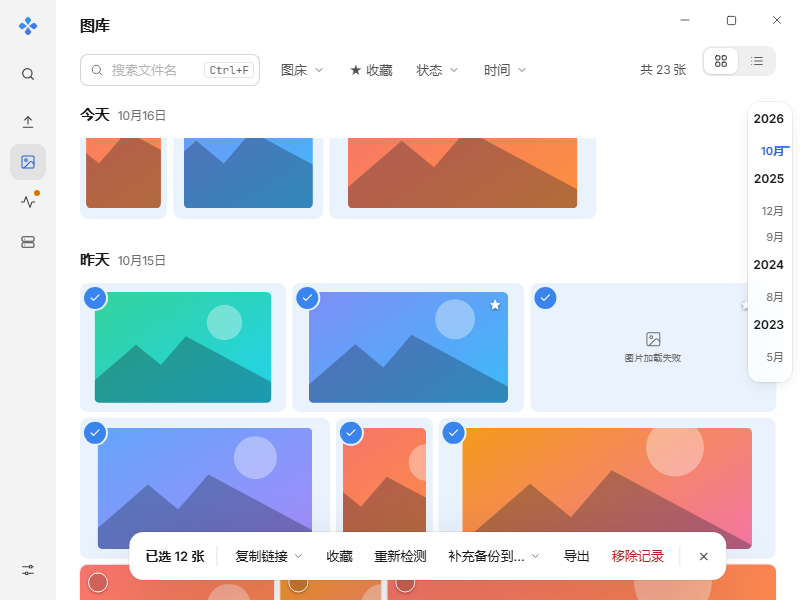 图库
搜索文件名 Ctrl+F 图床 ★ 收藏 状态 时间 共 23 张
今天 10月16日
2026
10月
2025
12月
9月
2024
8月
2023
5月
昨天 10月15日
图片加载失败
已选 12 张 复制链接 收藏 重新检测 补充备份到... 导出 移除记录